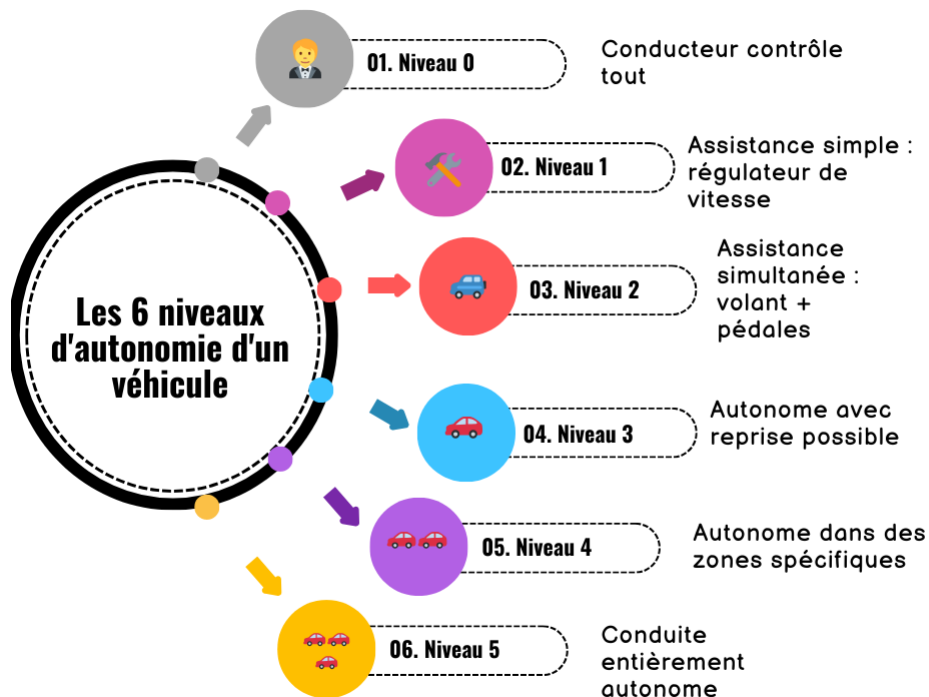 Les 6 niveaux
d'autonomie d'un
véhicule
01. Niveau 0
Conducteur contrôle
tout
02. Niveau 1
Assistance simple :
régulateur de
vitesse
03. Niveau 2
Assistance
simultanée :
volant +
pédales
04. Niveau 3
Autonome avec
reprise possible
05. Niveau 4
Autonome dans des
zones spécifiques
06. Niveau 5
Conduite
entièrement
autonome